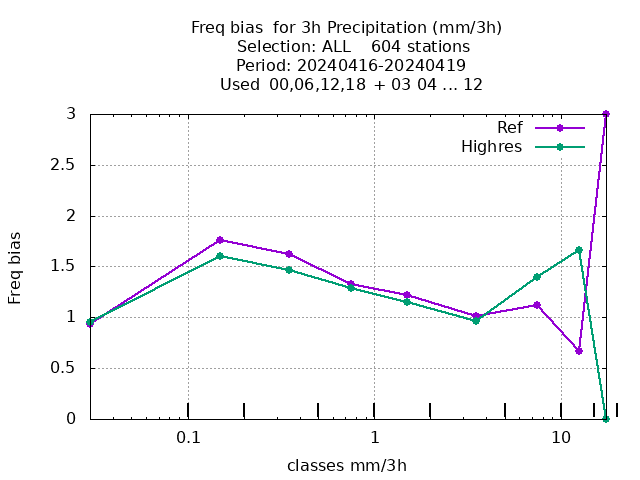 Freq bias  for 3h Precipitation (mm/3h)
Selection: ALL    604 stations
Period: 20240416-20240419
Used  00,06,12,18  + 03 04 ... 12
Ref
Highres
3
2.5
2
1.5
1
0.5
0
Freq bias
0.1
1
10
classes mm/3h